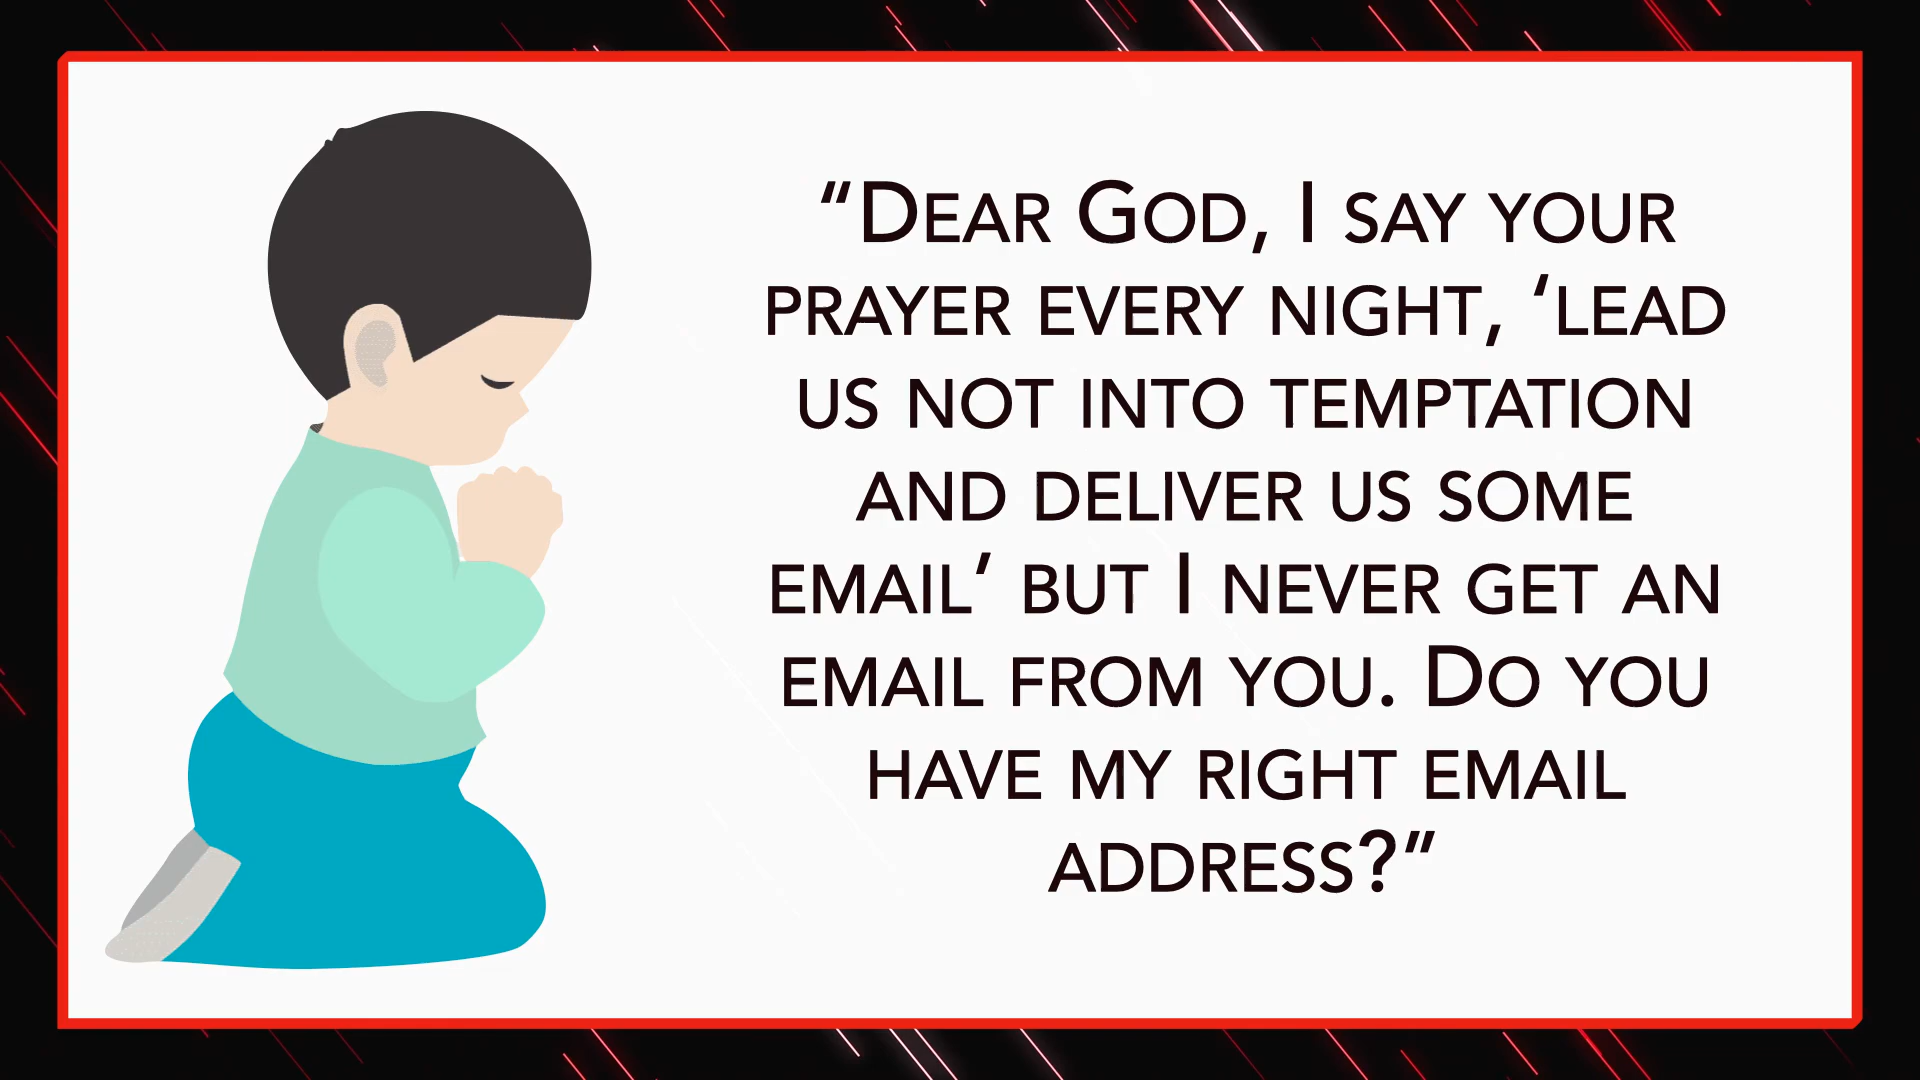 “Dear God, I say your
prayer every night, ‘lead
us not into temptation
and deliver us some
email’ but I never get an
email from you. Do you
have my right email
address?”